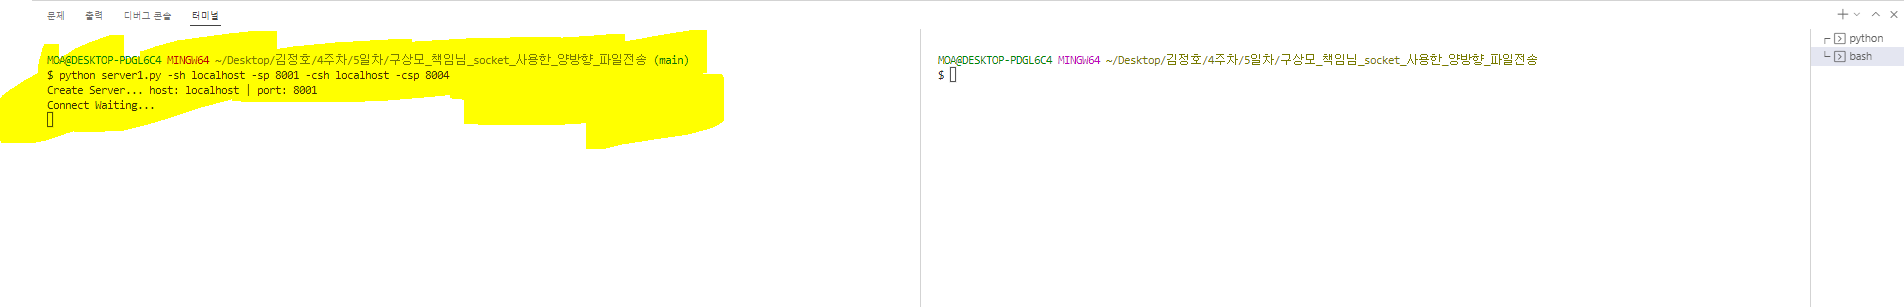 문제 출력 디버그 콘솔 터미널
MOA@DESKTOP-PDGL6C4 MINGW64 ~/Desktop/김정호/4주차/5일차/구상모_책임님_socket_사용한_양방향_파일전송 (main)
$ python server1.py -sh localhost -sp 8001 -csh localhost -csp 8004
Create Server... host: localhost | port: 8001
Connect Waiting...
MOA@DESKTOP-PDGL6C4 MINGW64 ~/Desktop/김정호/4주차/5일차/구상모_책임님_socket_사용한_양방향_파일전송
$
python
bash